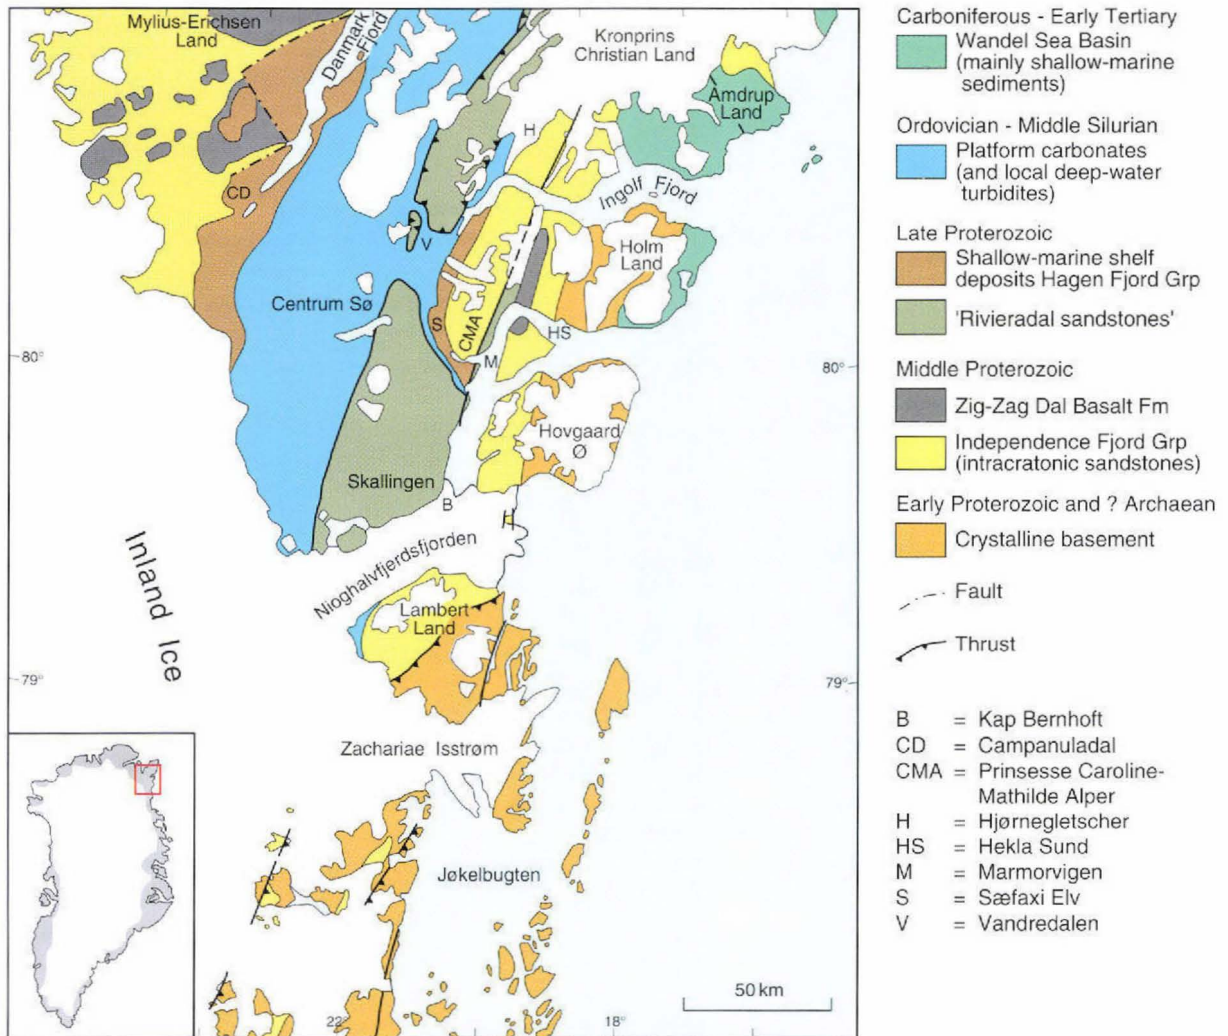 Mylius-Erichsen
Land
Danmark
Fjord
Kronprins
Christian Land
Amdrup
Land
H
CD
Ingolf Fjord
V
Holm
Land
Centrum Sø
S
CMA
HS
M
80°
80°
Hovgaard
Ø
Skallingen
B
H
Nioghalvfjerdsfjorden
Inland Ice
Lambert
Land
79°
79°
Zachariae Isstrøm
Jøkelbugten
50 km
22°
18°
Carboniferous - Early Tertiary
Wandel Sea Basin
(mainly shallow-marine
sediments)
Ordovician - Middle Silurian
Platform carbonates
(and local deep-water
turbidites)
Late Proterozoic
Shallow-marine shelf
deposits Hagen Fjord Grp
'Rivieradal sandstones'
Middle Proterozoic
Zig-Zag Dal Basalt Fm
Independence Fjord Grp
(intracratonic sandstones)
Early Proterozoic and ? Archaean
Crystalline basement
Fault
Thrust
B = Kap Bernhoft
CD = Campanuladal
CMA = Prinsesse Caroline-
Mathilde Alper
H = Hjørnegletscher
HS = Hekla Sund
M = Marmorvigen
S = Sæfaxi Elv
V = Vandredalen